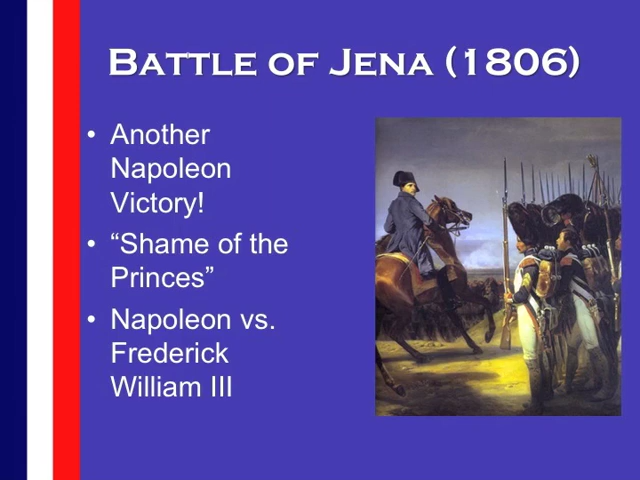 Battle of Jena (1806)
• Another
Napoleon
Victory!
• “Shame of the
Princes”
• Napoleon vs.
Frederick
William III